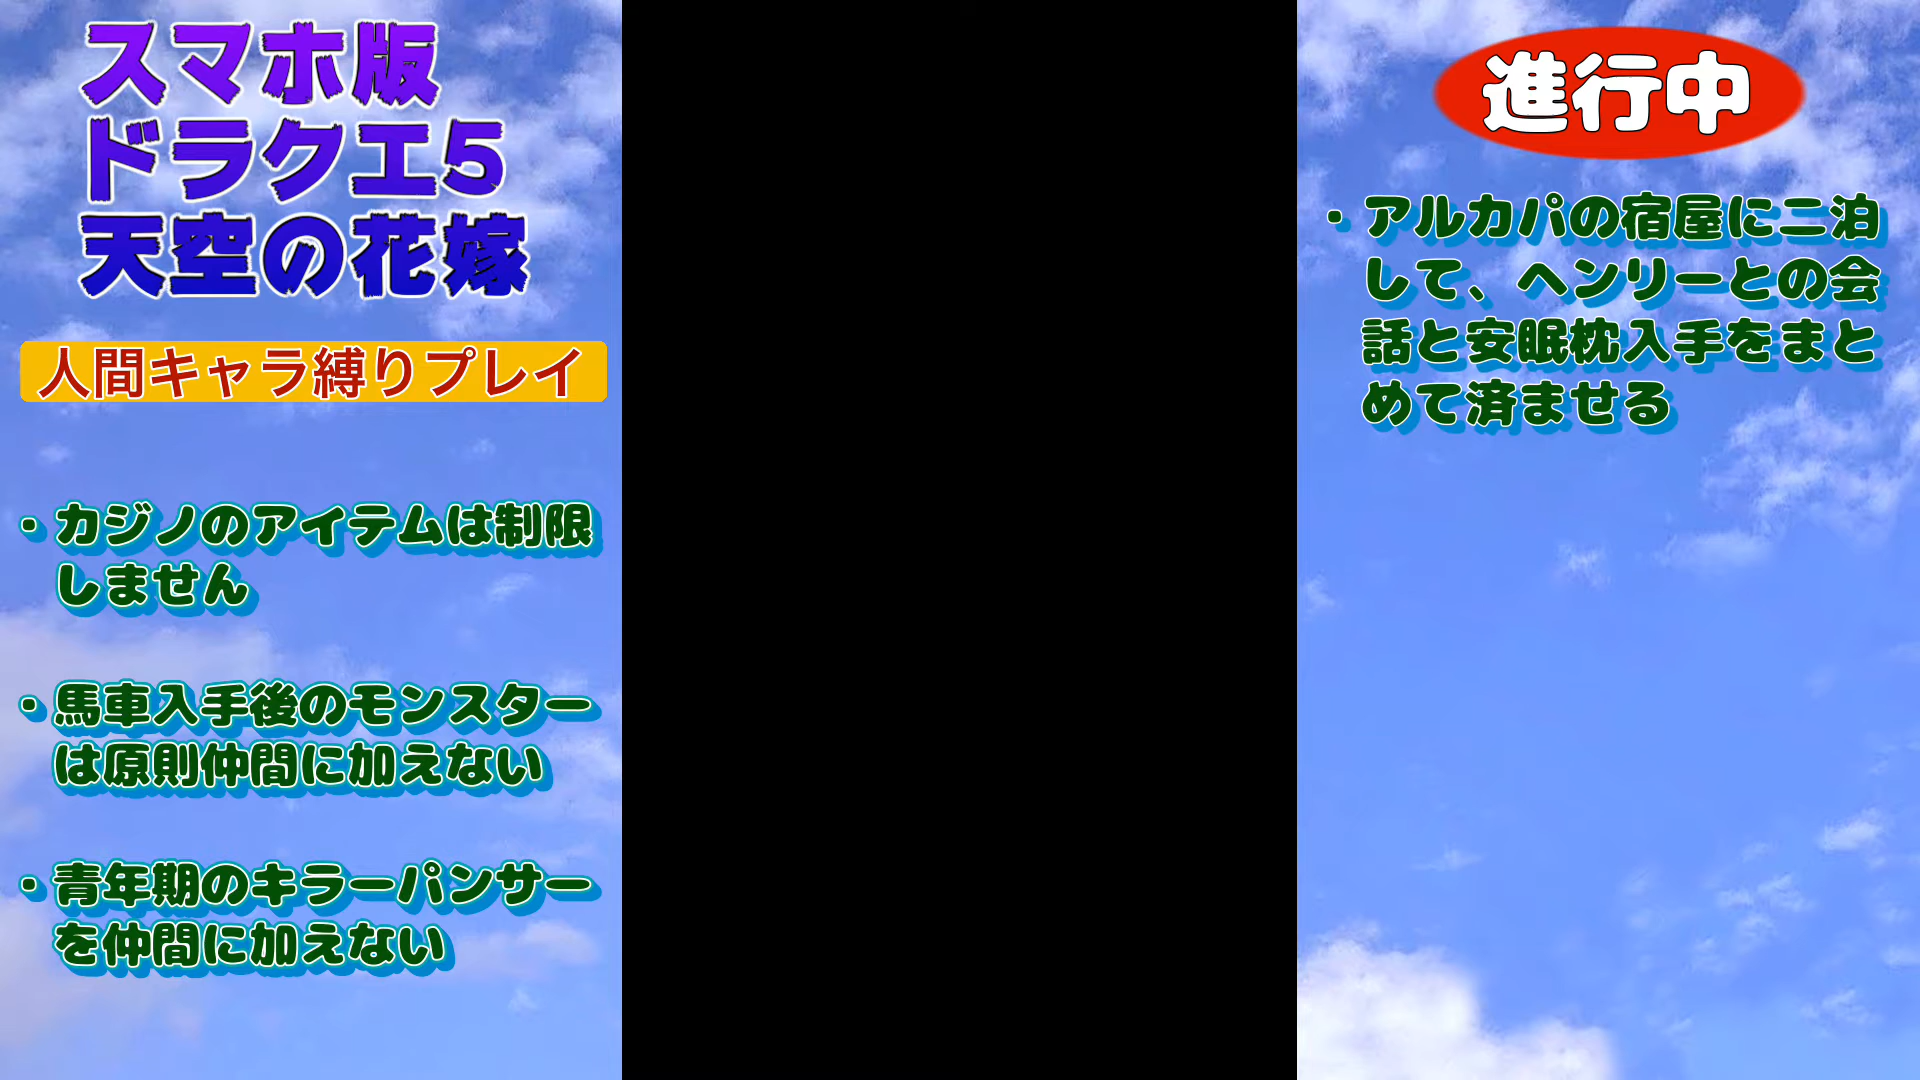 スマホ版
ドラクエ5
天空の花嫁
人間キャラ縛りプレイ
・カジノのアイテムは制限
しません
・馬車入手後のモンスター
は原則仲間に加えない
・青年期のキラーパンサー
を仲間に加えない
進行中
・アルカパの宿屋に二泊
して、ヘンリーとの会
話と安眠枕入手をまと
めて済ませる